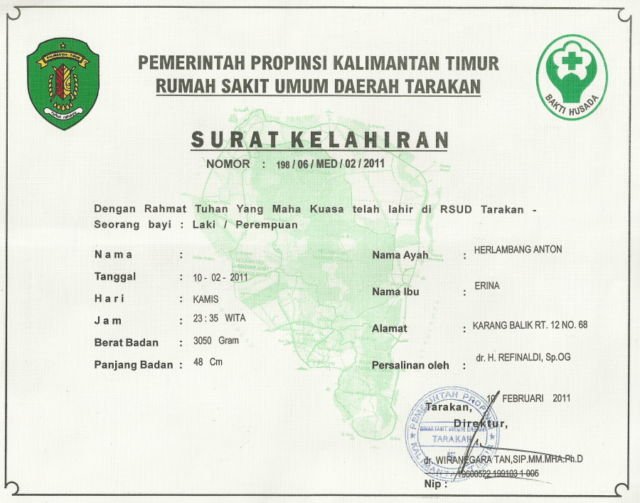 PEMERINTAH PROPINSI KALIMANTAN TIMUR
RUMAH SAKIT UMUM DAERAH TARAKAN
BAKTI HUSADA
SURAT KELAHIRAN
NOMOR : 198 / 06 / MED / 02 / 2011
Dengan Rahmat Tuhan Yang Maha Kuasa telah lahir di RSUD Tarakan -
Seorang bayi : Laki / Perempuan
Nama :
Tanggal : 10 - 02 - 2011
Hari : KAMIS
Jam : 23 : 35 WITA
Berat Badan : 3050 Gram
Panjang Badan : 48 Cm
Nama Ayah : HERLAMBANG ANTON
Nama Ibu : ERINA
Alamat : KARANG BALIK RT. 12 NO. 68
Persalinan oleh : dr. H. REFINALDI, Sp.OG
Tarakan, 10 FEBRUARI 2011
Direktur,
PEMERINTAH PROPINSI
TARAKAN
KALIMANTAN
dr. WIRANEGARA TAN,SIP.MM.MHA.Ph.D
Nip : 19600522 199103 1 006